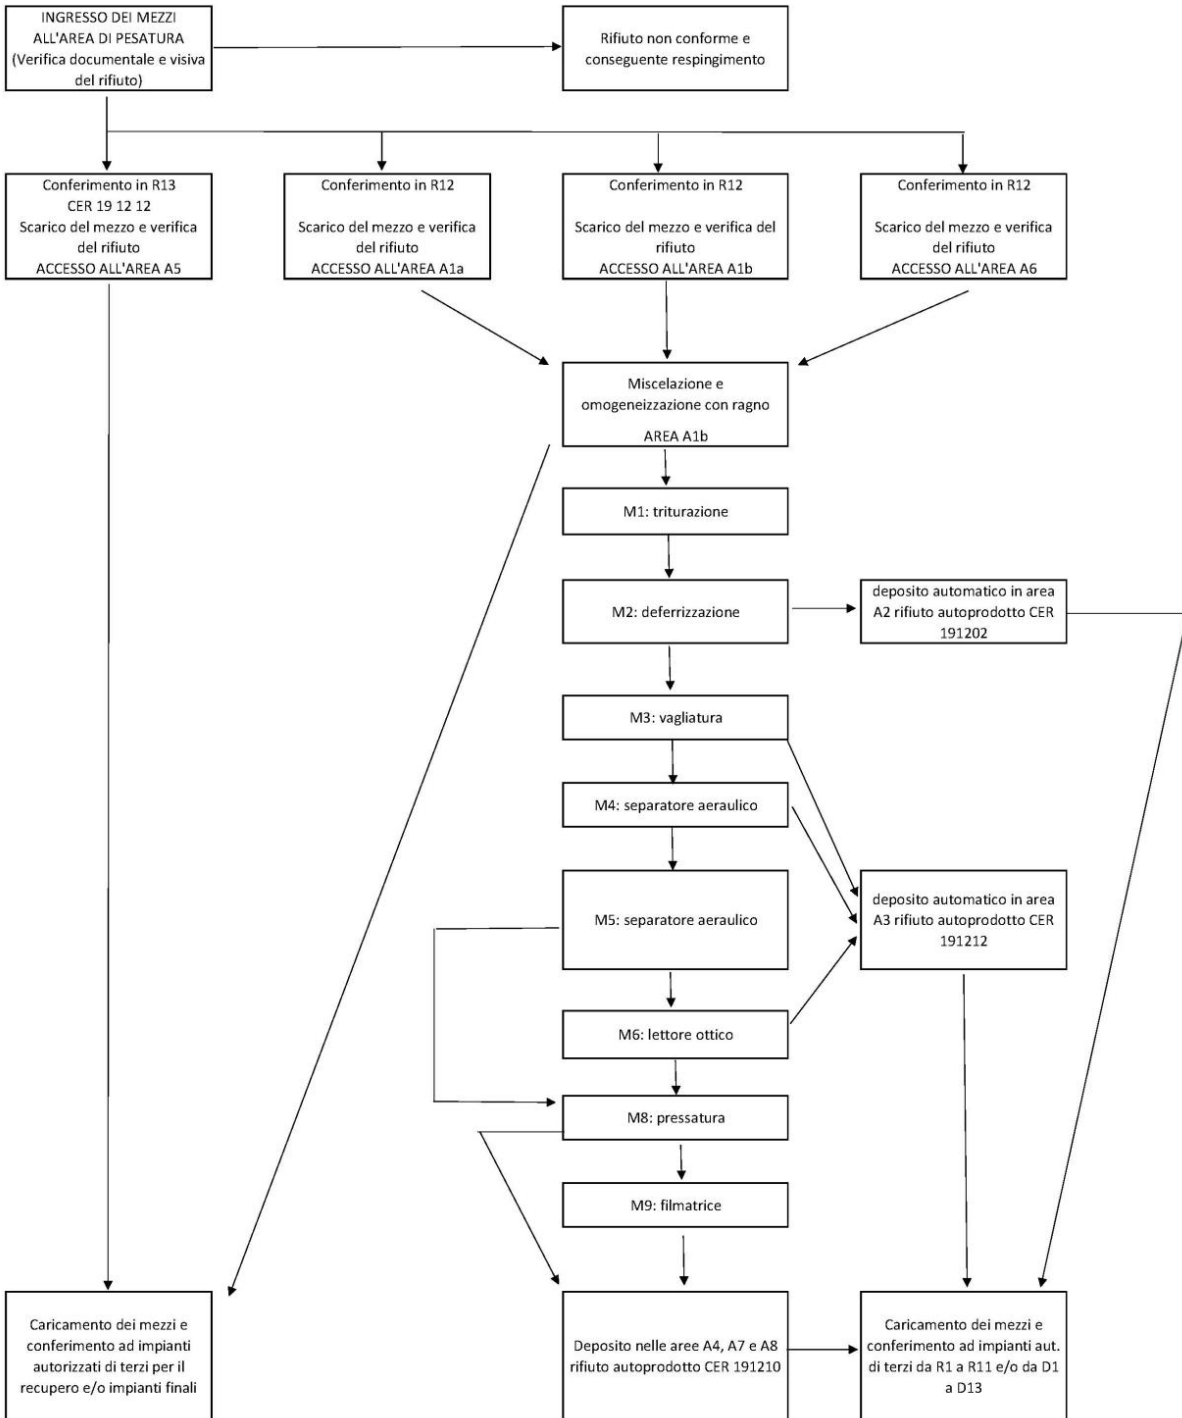 INGRESSO DEI MEZZI
ALL'AREA DI PESATURA
(Verifica documentale e visiva
del rifiuto)
Rifiuto non conforme e
conseguente respingimento
Conferimento in R13
CER 19 12 12
Scarico del mezzo e verifica
del rifiuto
ACCESSO ALL'AREA A5
Conferimento in R12
Scarico del mezzo e verifica
del rifiuto
ACCESSO ALL'AREA A1a
Conferimento in R12
Scarico del mezzo e verifica del
rifiuto
ACCESSO ALL'AREA A1b
Conferimento in R12
Scarico del mezzo e verifica
del rifiuto
ACCESSO ALL'AREA A6
Miscelazione e
omogeneizzazione con ragno
AREA A1b
M1: triturazione
M2: deferrizzazione
deposito automatico in area
A2 rifiuto autoprodotto CER
191202
M3: vagliatura
M4: separatore aeraulico
M5: separatore aeraulico
deposito automatico in area
A3 rifiuto autoprodotto CER
191212
M6: lettore ottico
M8: pressatura
M9: filmatrice
Caricamento dei mezzi e
conferimento ad impianti
autorizzati di terzi per il
recupero e/o impianti finali
Deposito nelle aree A4, A7 e A8
rifiuto autoprodotto CER 191210
Caricamento dei mezzi e
conferimento ad impianti aut.
di terzi da R1 a R11 e/o da D1
a D13